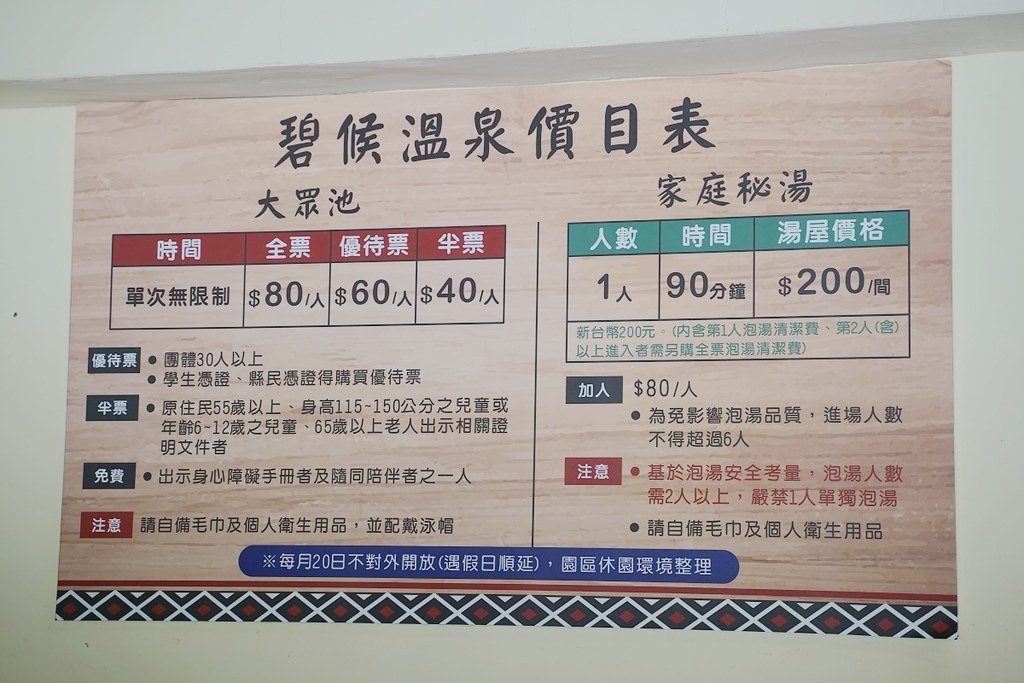 碧候溫泉價目表
大眾池
時間 全票 優待票 半票
單次無限制 $80/人 $60/人 $40/人
優待票 ● 團體30人以上
● 學生憑證、縣民憑證得購買優待票
半票 ● 原住民55歲以上、身高115~150公分之兒童或
年齡6~12歲之兒童、65歲以上老人出示相關證
明文件者
免費 ● 出示身心障礙手冊者及隨同陪伴者之一人
注意 請自備毛巾及個人衛生用品，並配戴泳帽
家庭秘湯
人數 時間 湯屋價格
1人 90分鐘 $200/間
新台幣200元。(內含第1人泡湯清潔費、第2人(含)
以上進入者需另購全票泡湯清潔費)
加人 $80/人
● 為免影響泡湯品質，進場人數
不得超過6人
注意 ● 基於泡湯安全考量，泡湯人數
需2人以上，嚴禁1人單獨泡湯
● 請自備毛巾及個人衛生用品
※每月20日不對外開放(遇假日順延)，園區休園環境整理